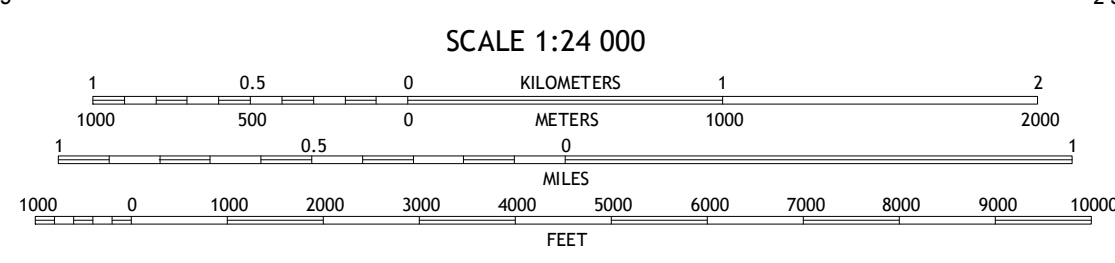 SCALE 1:24 000
1 0.5 0 KILOMETERS 1 2
1000 500 0 METERS 1000 2000
1 0.5 0 1
MILES
1000 0 1000 2000 3000 4000 5000 6000 7000 8000 9000 10000
FEET